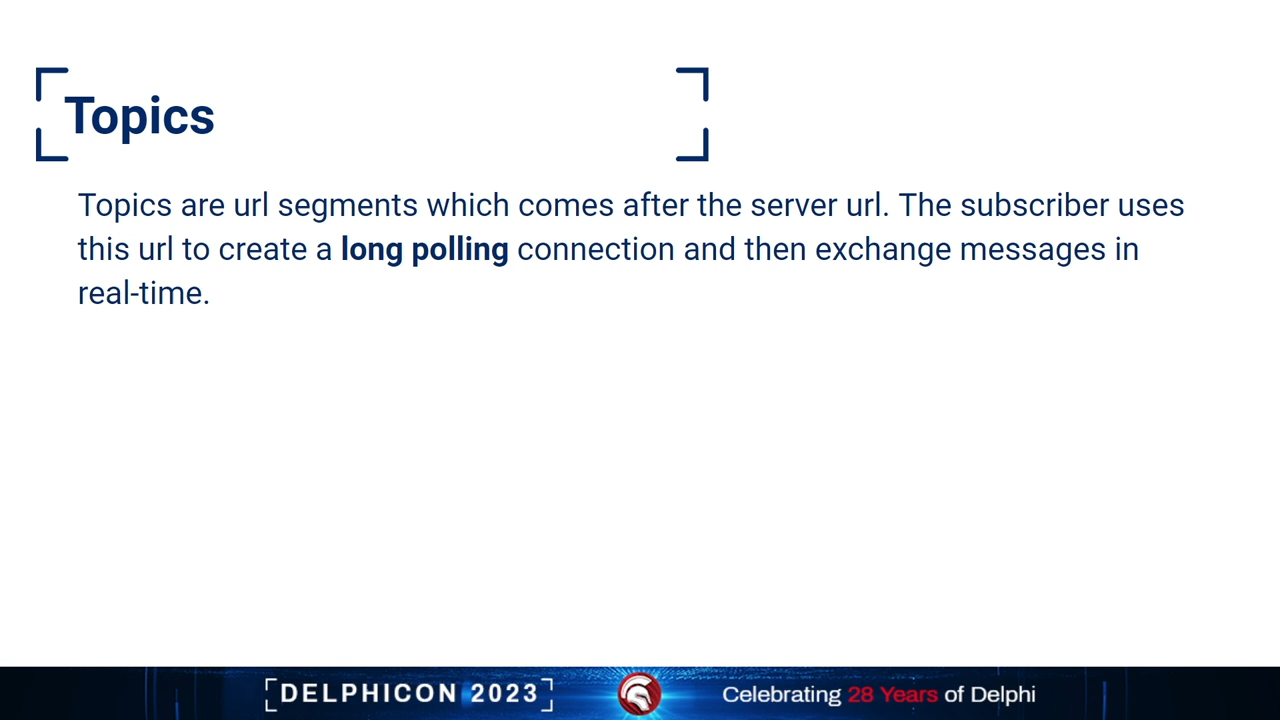 Topics
Topics are url segments which comes after the server url. The subscriber uses
this url to create a long polling connection and then exchange messages in
real-time.
DELPHICON 2023
Celebrating 28 Years of Delphi